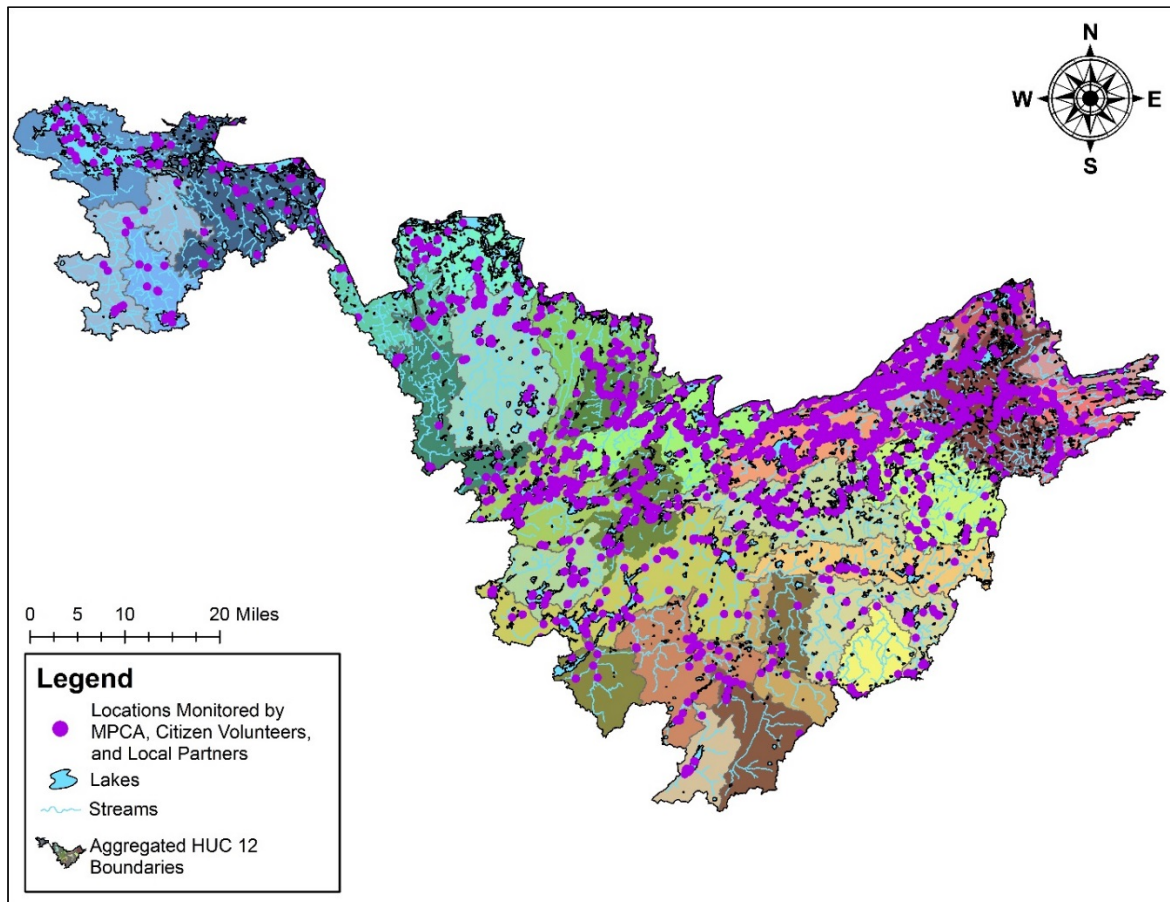 N
W E
S
0 5 10 20 Miles
Legend
Locations Monitored by
MPCA, Citizen Volunteers,
and Local Partners
Lakes
Streams
Aggregated HUC 12
Boundaries